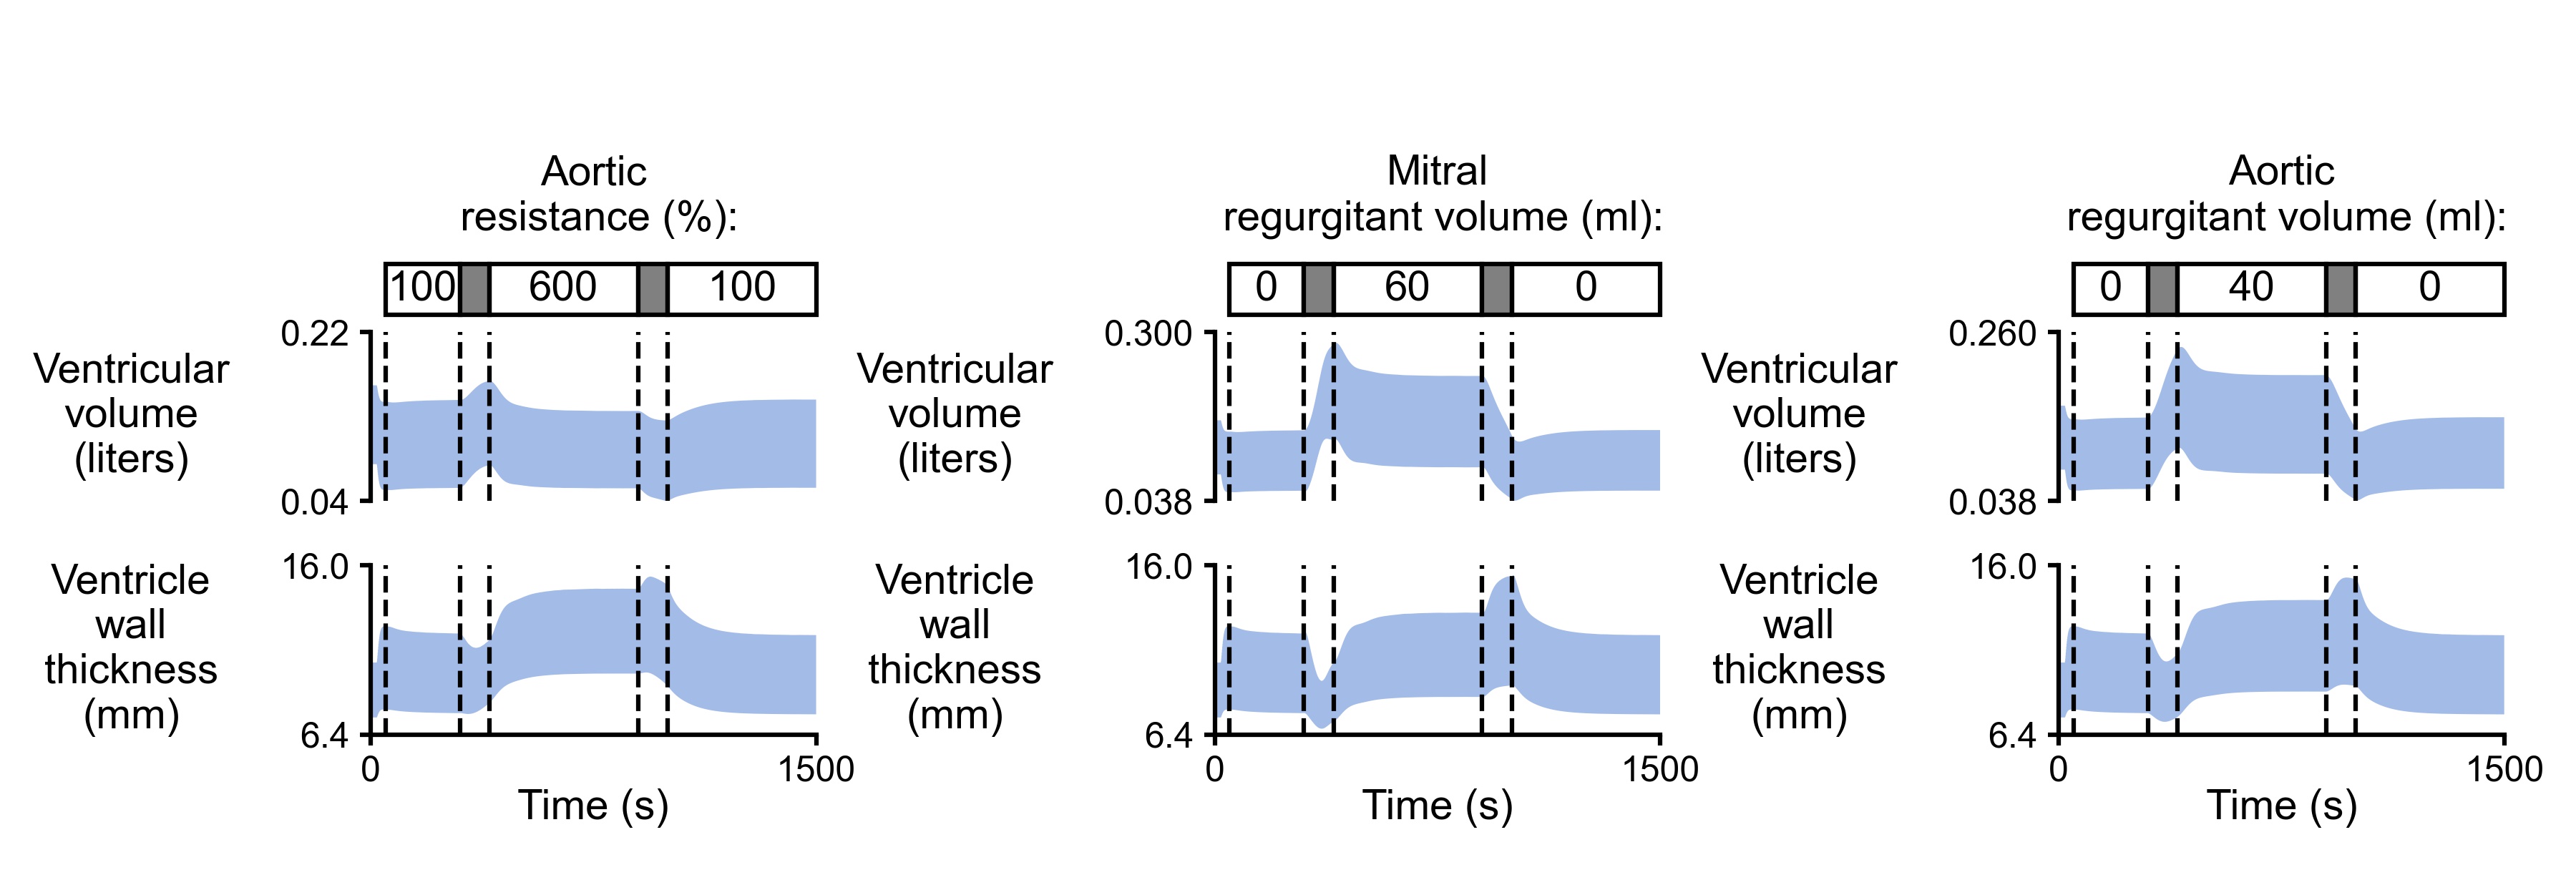 Aortic
resistance (%):
100 600 100
0.22
Ventricular
volume
(liters)
0.04
16.0
Ventricle
wall
thickness
(mm)
6.4
0 1500
Time (s)
Mitral
regurgitant volume (ml):
0 60 0
0.300
Ventricular
volume
(liters)
0.038
16.0
Ventricle
wall
thickness
(mm)
6.4
0 1500
Time (s)
Aortic
regurgitant volume (ml):
0 40 0
0.260
Ventricular
volume
(liters)
0.038
16.0
Ventricle
wall
thickness
(mm)
6.4
0 1500
Time (s)